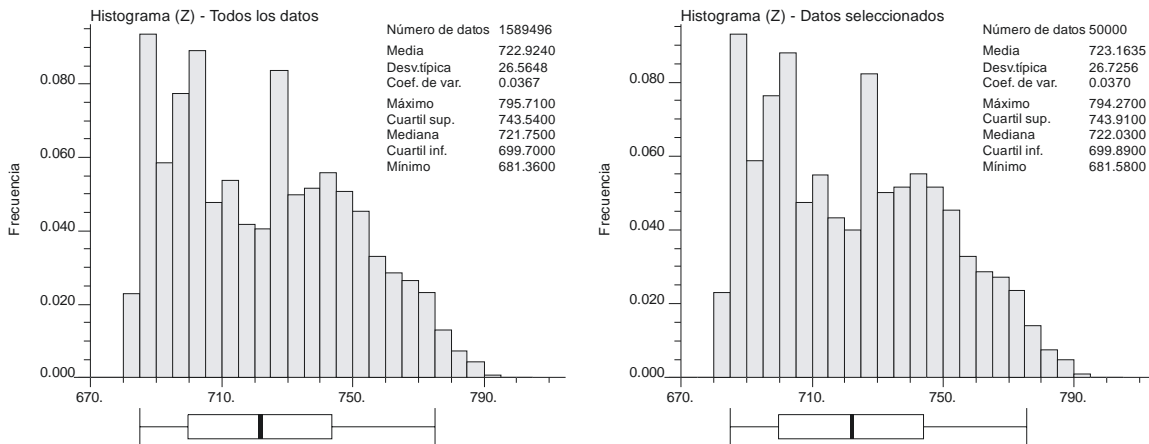 Histograma (Z) - Todos los datos
Número de datos 1589496
Media 722.9240
Desv.típica 26.5648
Coef. de var. 0.0367
Máximo 795.7100
Cuartil sup. 743.5400
Mediana 721.7500
Cuartil inf. 699.7000
Mínimo 681.3600
Frecuencia
0.080
0.060
0.040
0.020
0.000
670. 710. 750. 790.
Histograma (Z) - Datos seleccionados
Número de datos 50000
Media 723.1635
Desv.típica 26.7256
Coef. de var. 0.0370
Máximo 794.2700
Cuartil sup. 743.9100
Mediana 722.0300
Cuartil inf. 699.8900
Mínimo 681.5800
Frecuencia
0.080
0.060
0.040
0.020
0.000
670. 710. 750. 790.